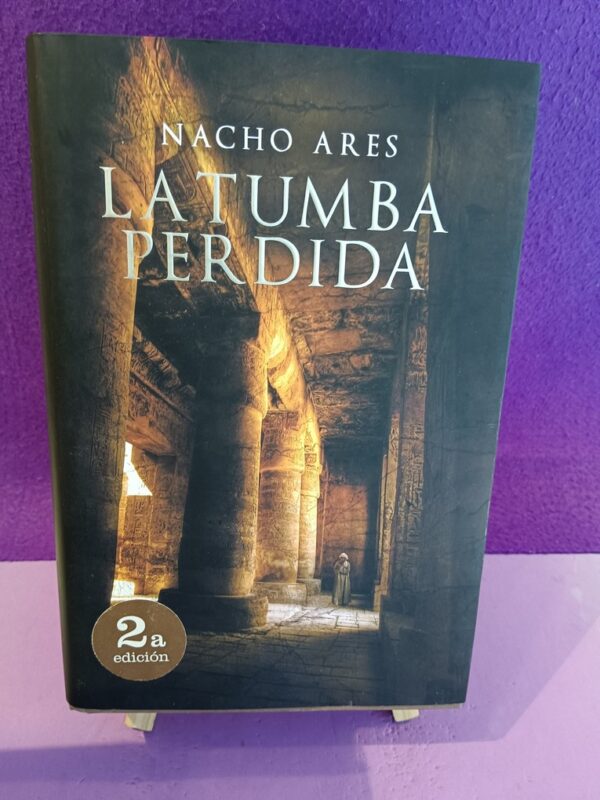 NACHO ARES
LA TUMBA
PERDIDA
2a
edición